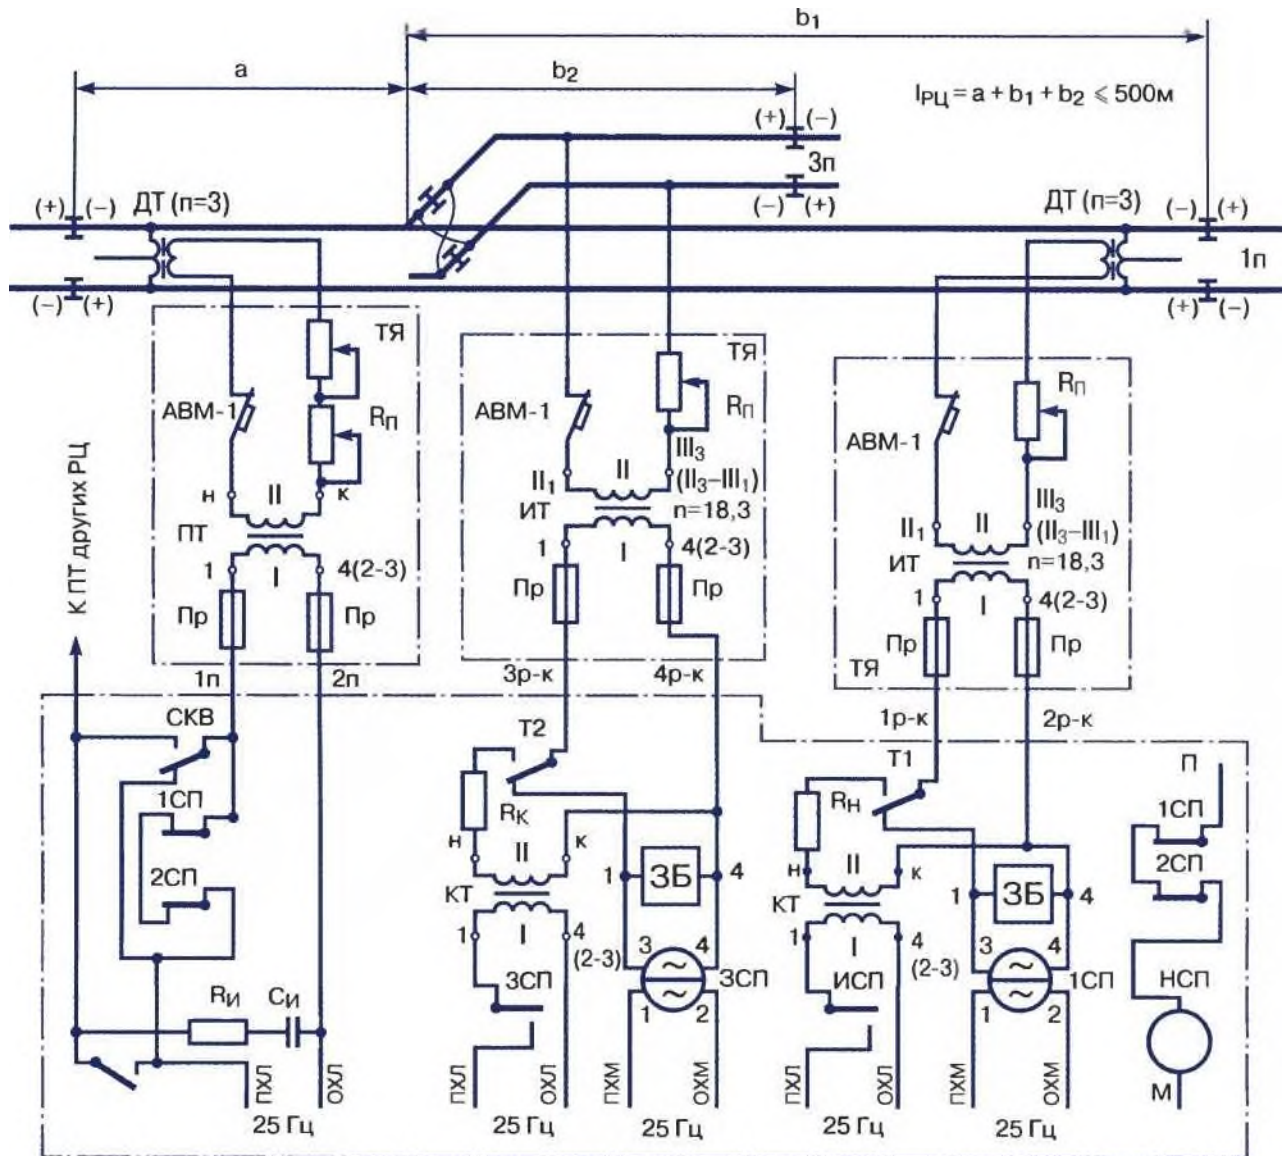 b₁
a
b₂
lРЦ = a + b₁ + b₂ ⩽ 500м
(+) (−)
3п
(−) (+)
(+) (−)
ДТ (п=3)
ДТ (п=3)
(−) (+)
1п
(−) (+)
(+) (−)
ТЯ
АВМ-1
RП
н
II
к
ПТ
1
I
4(2-3)
Пр
Пр
К ПТ других РЦ
ТЯ
АВМ-1
RП
III₃
II₁
II
(II₃–III₁)
ИТ
n=18,3
1
I
4(2-3)
Пр
Пр
RП
АВМ-1
III₃
II₁
II
(II₃–III₁)
ИТ
n=18,3
1
I
4(2-3)
Пр
Пр
ТЯ
1п
2п
3р-к
4р-к
1р-к
2р-к
СКВ
1СП
2СП
RИ
CИ
ПХЛ
ОХЛ
25 Гц
Т2
RК
н
II
к
КТ
1
I
4
(2-3)
3СП
1
ЗБ
4
3
4
3СП
1
2
ПХЛ
ОХЛ
25 Гц
ПХМ
ОХМ
25 Гц
Т1
RН
н
II
к
КТ
1
I
4
(2-3)
ИСП
1
ЗБ
4
3
4
1СП
1
2
ПХЛ
ОХЛ
25 Гц
ПХМ
ОХМ
25 Гц
П
1СП
2СП
НСП
М